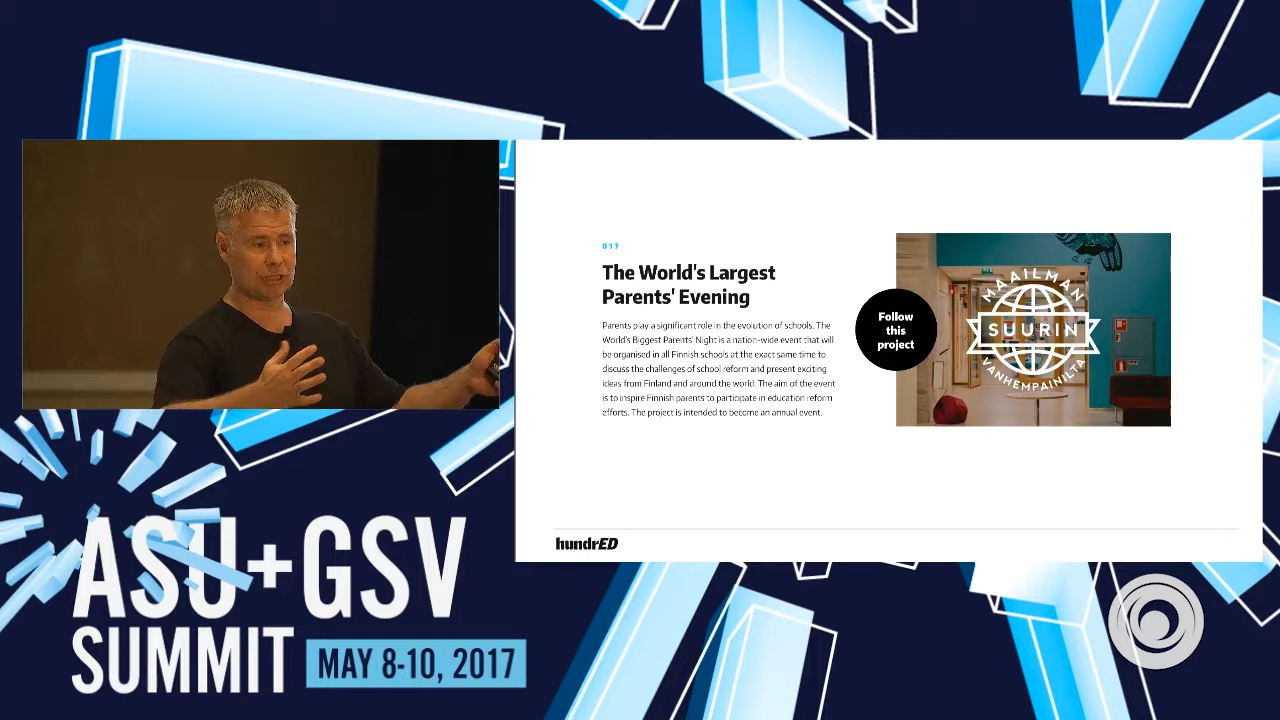 017
The World's Largest
Parents' Evening
Parents play a significant role in the evolution of schools. The
World's Biggest Parents' Night is a nation-wide event that will
be organised in all Finnish schools at the exact same time to
discuss the challenges of school reform and present exciting
ideas from Finland and around the world. The aim of the event
is to inspire Finnish parents to participate in education reform
efforts. The project is intended to become an annual event.
Follow
this
project
MAAILMAN
SUURIN
VANHEMPAINILTA
hundrED
ASU+GSV
SUMMIT
MAY 8-10, 2017